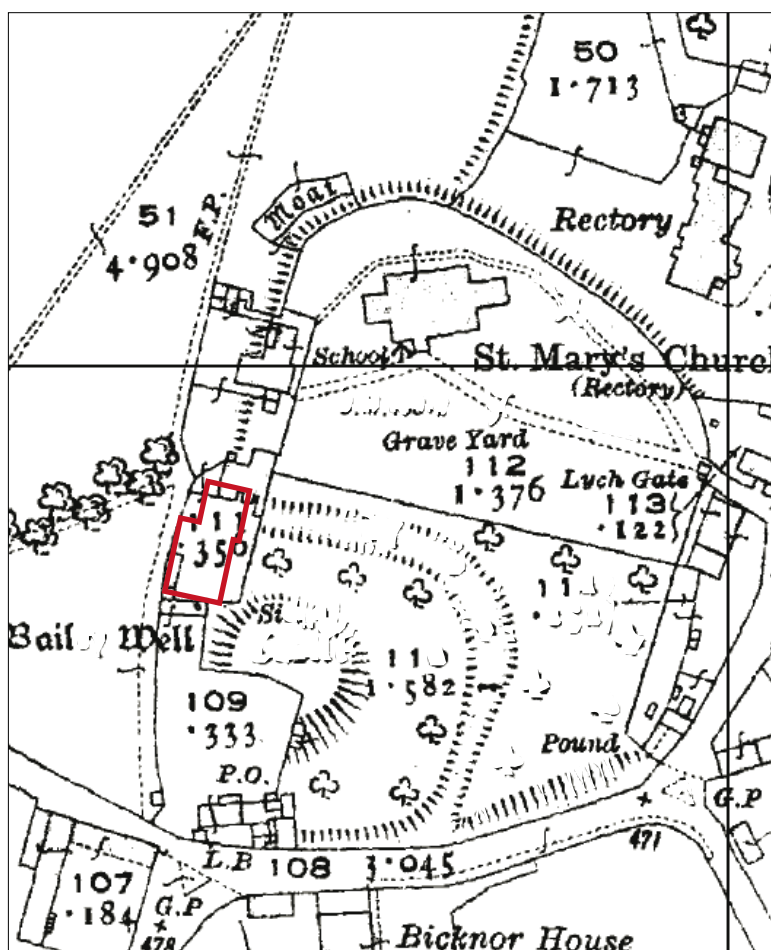 50
1·713
51
4·908
F.P.
Moat
Rectory
School
St. Mary's Church
(Rectory)
Grave Yard
112
1·376
Lych Gate
113
·122
11
·350
Well
110
1·582
109
·333
P.O.
Pound
G.P
471
L.B
108
3·045
107
·184
G.P
478
Bicknor House